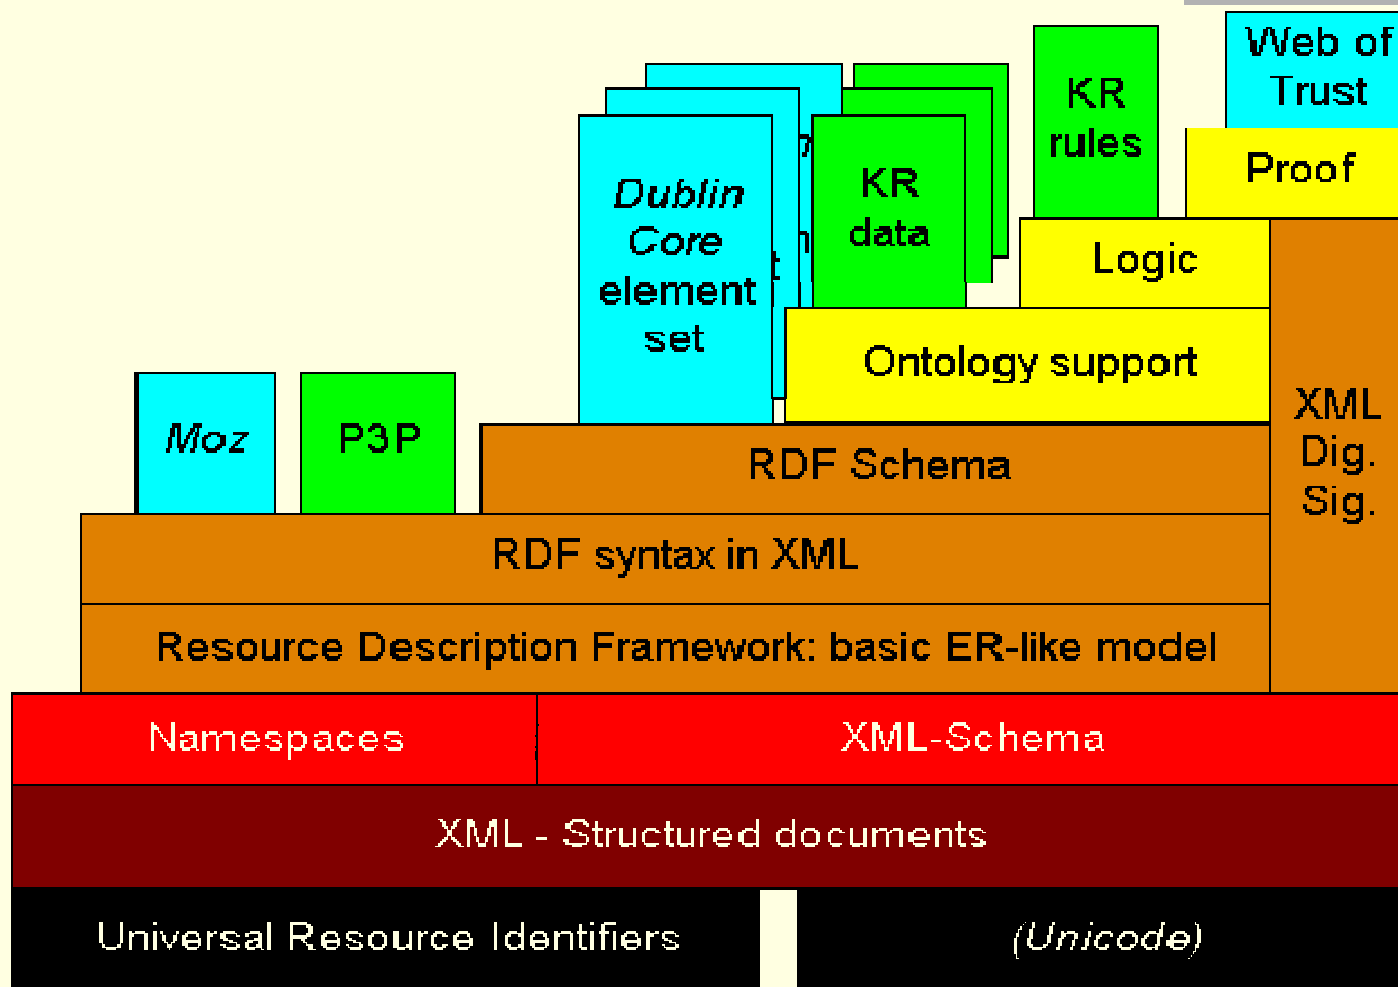 Web of
Trust
KR
rules
Proof
Dublin
Core
element
set
KR
data
Logic
Ontology support
XML
Dig.
Sig.
Moz
P3P
RDF Schema
RDF syntax in XML
Resource Description Framework: basic ER-like model
Namespaces
XML-Schema
XML - Structured documents
Universal Resource Identifiers
(Unicode)